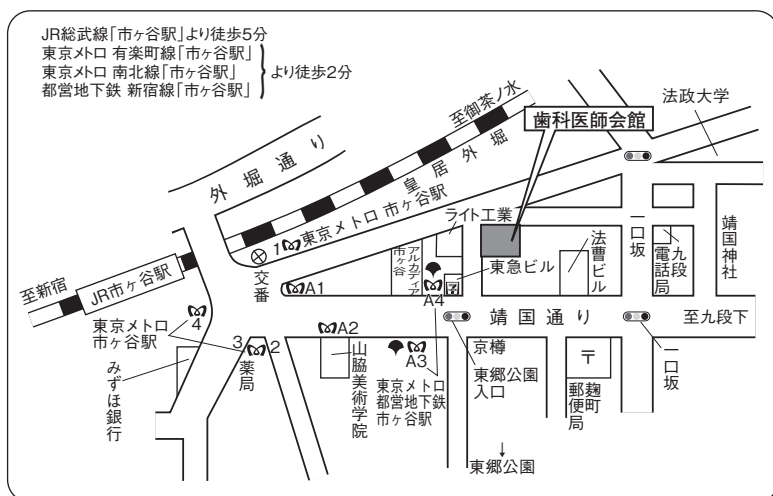 JR総武線「市ヶ谷駅」より徒歩5分
東京メトロ 有楽町線「市ヶ谷駅」
東京メトロ 南北線「市ヶ谷駅」
都営地下鉄 新宿線「市ヶ谷駅」
より徒歩2分
至御茶ノ水
歯科医師会館
法政大学
外堀通り
皇居外堀
1
東京メトロ 市ヶ谷駅
ライト工業
交番
アルカディア
市ヶ谷
東急ビル
法曹ビル
一口坂
九段
電話局
靖国神社
至新宿
JR市ヶ谷駅
A1
A4
4
東京メトロ
市ヶ谷駅
A2
靖国通り
至九段下
3
2
薬局
みずほ銀行
山脇美術学院
A3
東京メトロ
都営地下鉄
市ヶ谷駅
京樽
東郷公園
入口
〒
麹町
郵便局
一口坂
↓
東郷公園